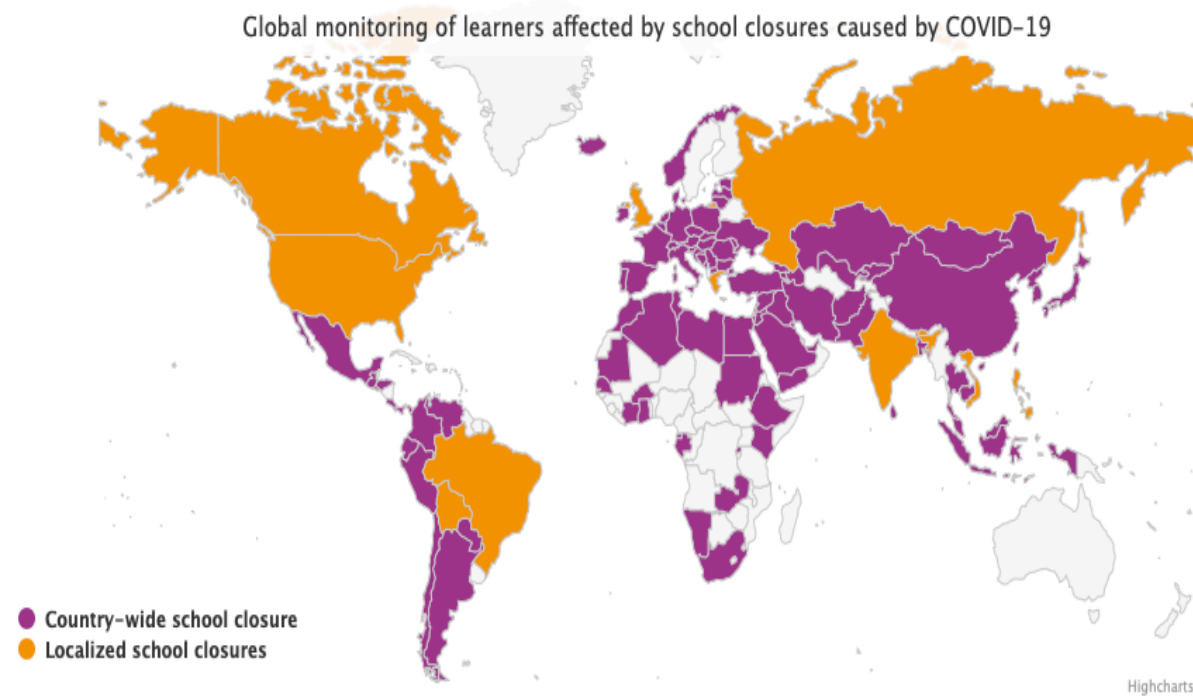 Global monitoring of learners affected by school closures caused by COVID-19
Country-wide school closure
Localized school closures
Highcharts